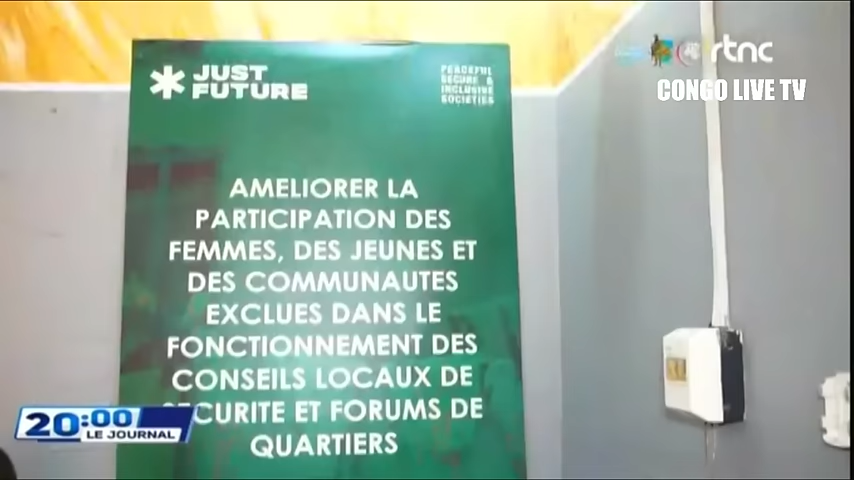 JUST
FUTURE
PEACEFUL
SECURE &
INCLUSIVE
SOCIETIES
rtnc
CONGO LIVE TV
AMELIORER LA
PARTICIPATION DES
FEMMES, DES JEUNES ET
DES COMMUNAUTES
EXCLUES DANS LE
FONCTIONNEMENT DES
CONSEILS LOCAUX DE
SECURITE ET FORUMS DE
QUARTIERS
20:00
LE JOURNAL